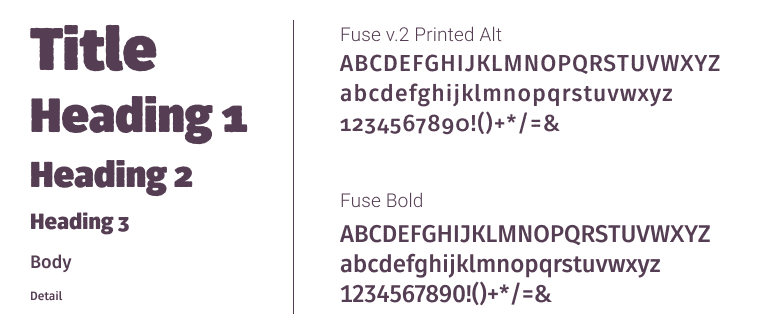 Title
Heading 1
Heading 2
Heading 3
Body
Detail
Fuse v.2 Printed Alt
ABCDEFGHIJKLMNOPQRSTUVWXYZ
abcdefghijklmnopqrstuvwxyz
1234567890!()+*/=&
Fuse Bold
ABCDEFGHIJKLMNOPQRSTUVWXYZ
abcdefghijklmnopqrstuvwxyz
1234567890!()+*/=&